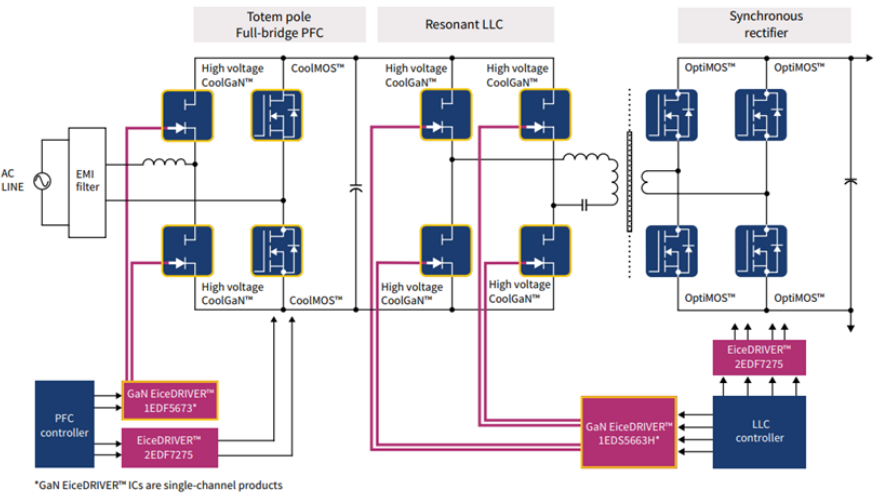 Totem pole
Full-bridge PFC
Resonant LLC
Synchronous
rectifier
High voltage
CoolGaN™
CoolMOS™
High voltage
CoolGaN™
High voltage
CoolGaN™
OptiMOS™
OptiMOS™
AC
LINE
EMI
filter
High voltage
CoolGaN™
CoolMOS™
High voltage
CoolGaN™
High voltage
CoolGaN™
OptiMOS™
OptiMOS™
PFC
controller
GaN EiceDRIVER™
1EDF5673*
EiceDRIVER™
2EDF7275
GaN EiceDRIVER™
1EDS5663H*
EiceDRIVER™
2EDF7275
LLC
controller
*GaN EiceDRIVER™ ICs are single-channel products